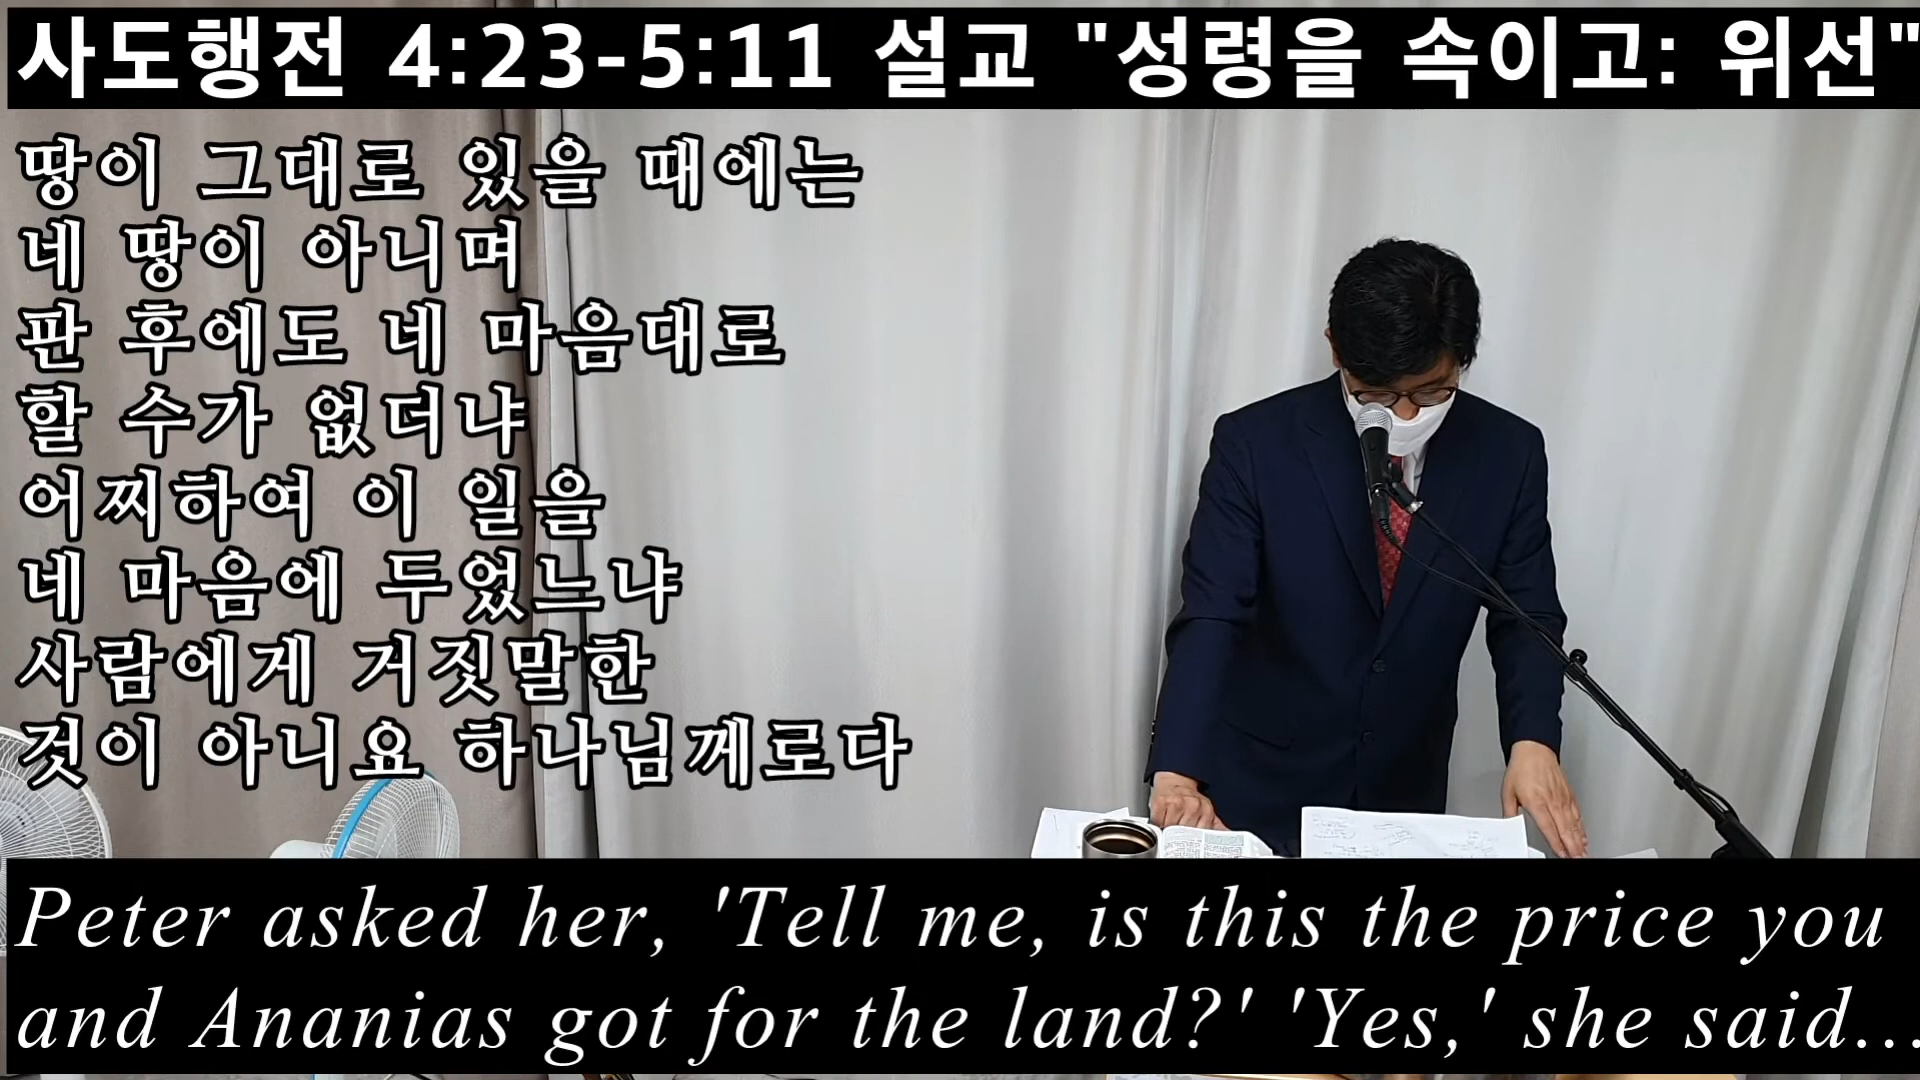 사도행전 4:23-5:11 설교 "성령을 속이고: 위선"
땅이 그대로 있을 때에는
네 땅이 아니며
판 후에도 네 마음대로
할 수가 없더냐
어찌하여 이 일을
네 마음에 두었느냐
사람에게 거짓말한
것이 아니요 하나님께로다
Peter asked her, 'Tell me, is this the price you
and Ananias got for the land?' 'Yes,' she said...